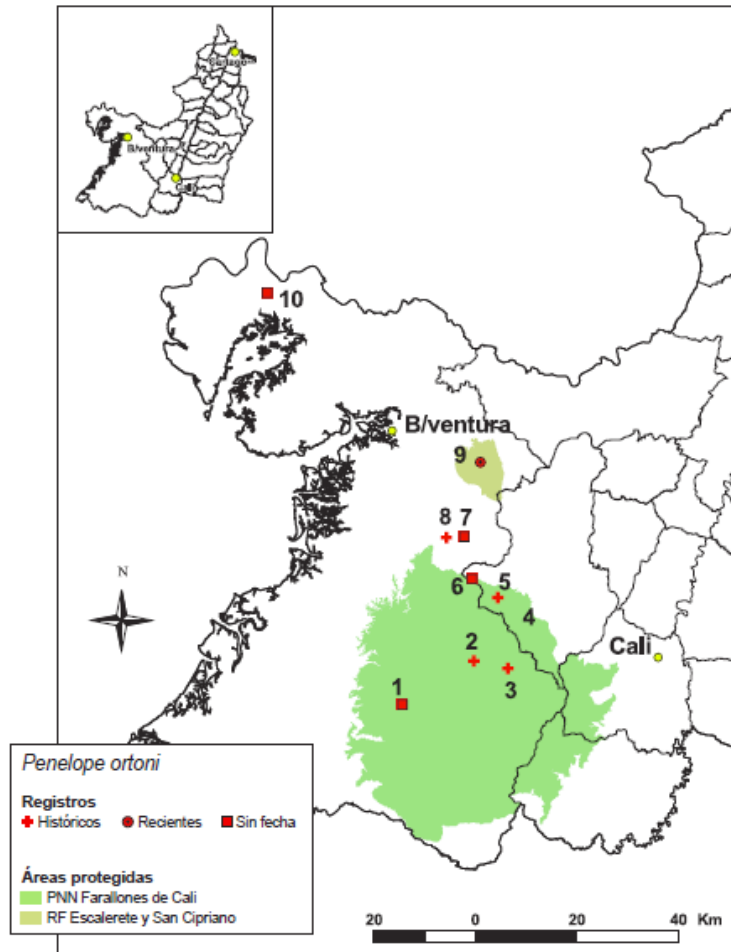 Cartago
B/ventura
Cali
10
B/ventura
9
8
7
6
5
4
Cali
2
3
1
N
Penelope ortoni
Registros
Históricos Recientes Sin fecha
Áreas protegidas
PNN Farallones de Cali
RF Escalerete y San Cipriano
20 0 20 40 Km